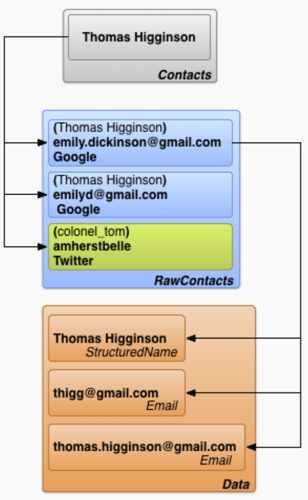 Thomas Higginson
Contacts
(Thomas Higginson)
emily.dickinson@gmail.com
Google
(Thomas Higginson)
emilyd@gmail.com
Google
(colonel_tom)
amherstbelle
Twitter
RawContacts
Thomas Higginson
StructuredName
thigg@gmail.com
Email
thomas.higginson@gmail.com
Email
Data